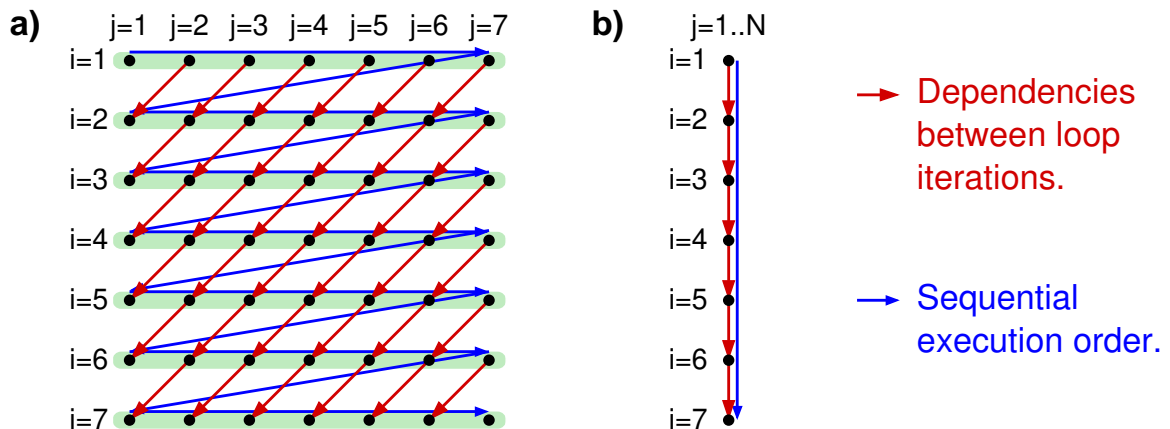 a)
j=1 j=2 j=3 j=4 j=5 j=6 j=7
i=1
i=2
i=3
i=4
i=5
i=6
i=7
b)
j=1..N
i=1
i=2
i=3
i=4
i=5
i=6
i=7
Dependencies
between loop
iterations.
Sequential
execution order.